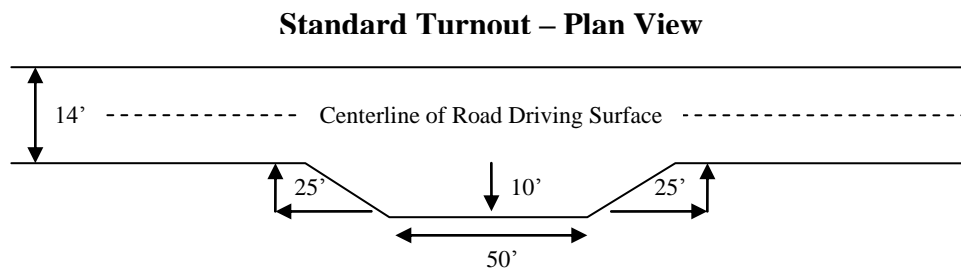 Standard Turnout – Plan View
14’
Centerline of Road Driving Surface
25’
10’
25’
50’